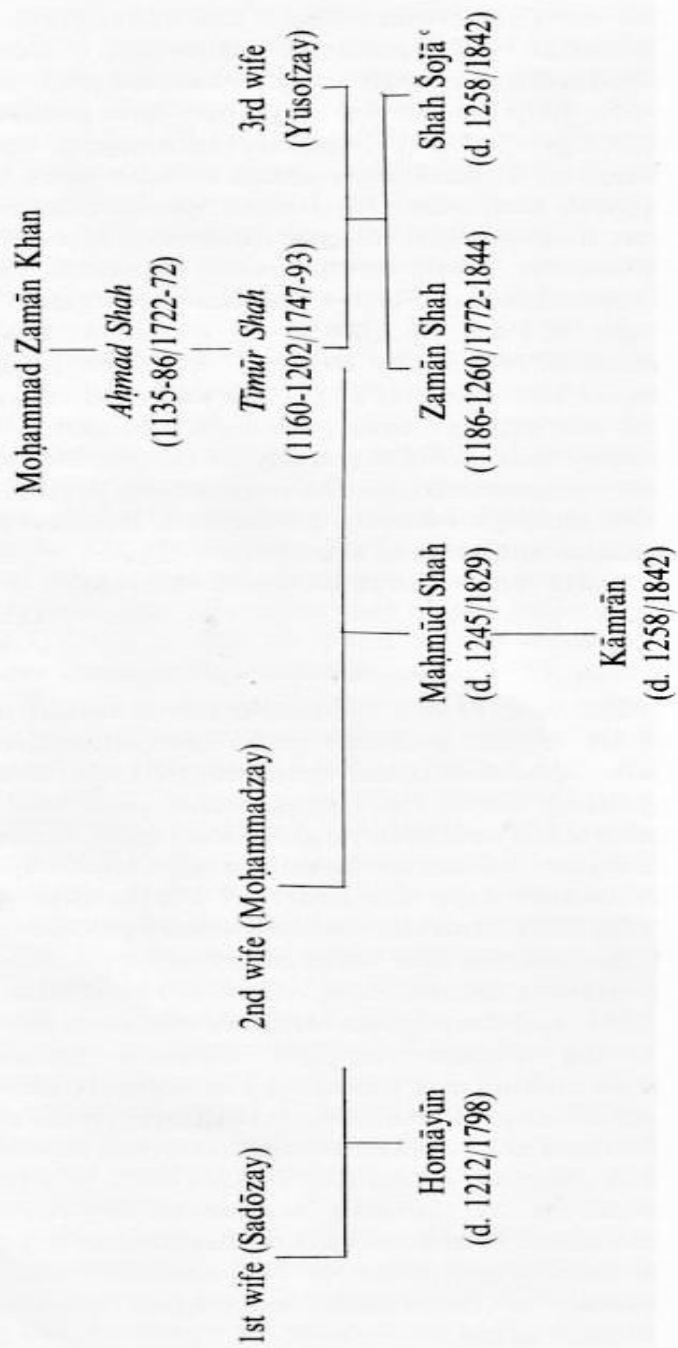 Moḥammad Zamān Khan
Aḥmad Shah
(1135-86/1722-72)
Tīmūr Shah
(1160-1202/1747-93)
1st wife (Sadōzay)
2nd wife (Mohammadzay)
3rd wife
(Yūsofzay)
Homāyūn
(d. 1212/1798)
Maḥmūd Shah
(d. 1245/1829)
Zamān Shah
(1186-1260/1772-1844)
Shah Šojāʿ
(d. 1258/1842)
Kāmrān
(d. 1258/1842)